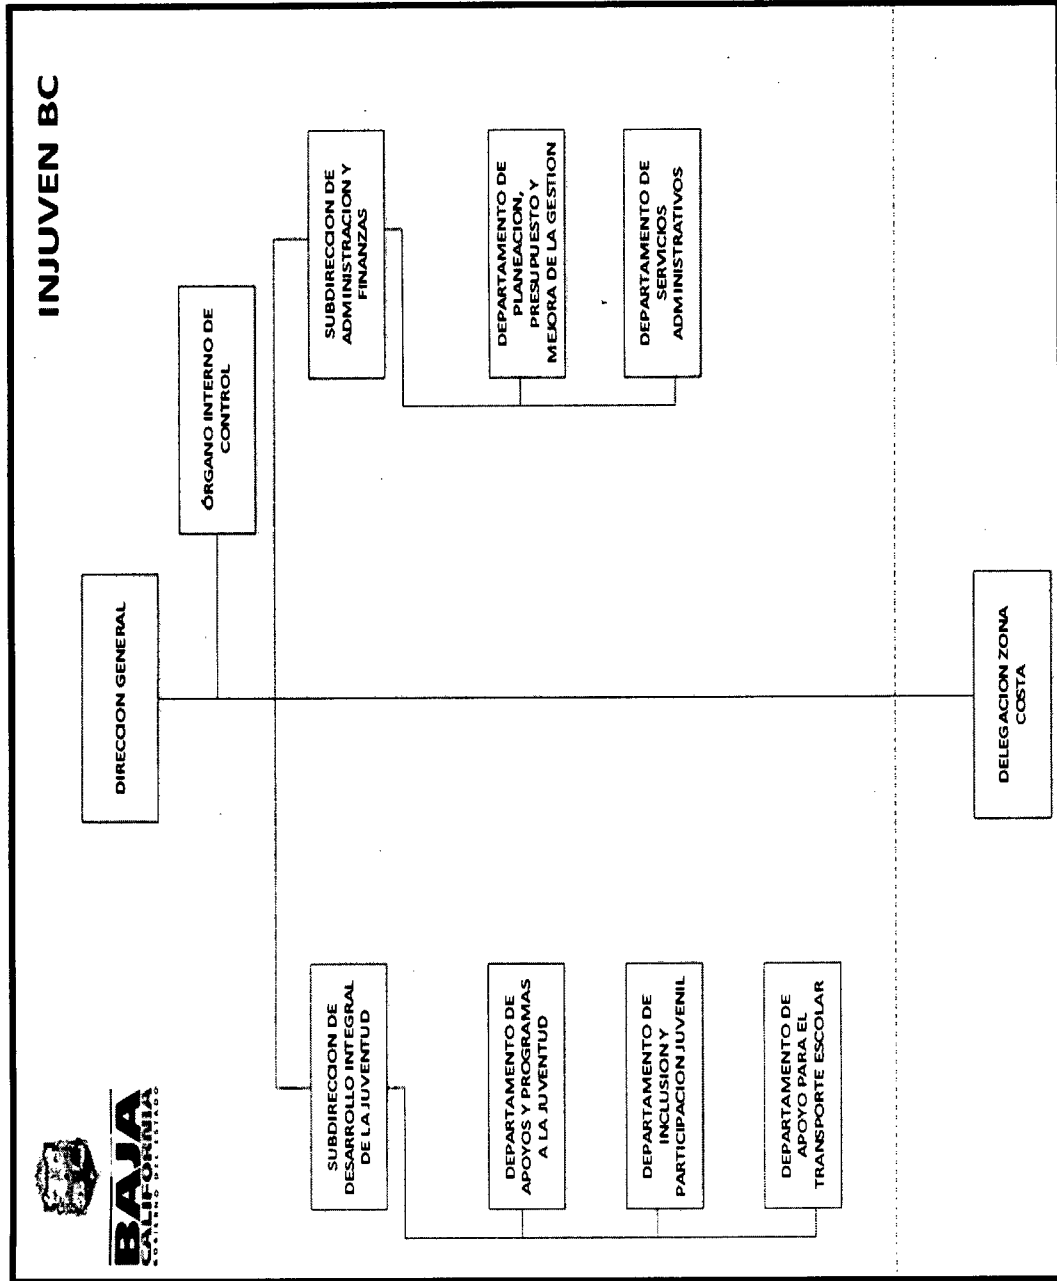 BAJA
CALIFORNIA
GOBIERNO DEL ESTADO
INJUVEN BC
DIRECCION GENERAL
ÓRGANO INTERNO DE
CONTROL
SUBDIRECCION DE
DESARROLLO INTEGRAL
DE LA JUVENTUD
SUBDIRECCION DE
ADMINISTRACION Y
FINANZAS
DEPARTAMENTO DE
APOYOS Y PROGRAMAS
A LA JUVENTUD
DEPARTAMENTO DE
PLANEACION,
PRESUPUESTO Y
MEJORA DE LA GESTION
DEPARTAMENTO DE
INCLUSION Y
PARTICIPACION JUVENIL
DEPARTAMENTO DE
SERVICIOS
ADMINISTRATIVOS
DEPARTAMENTO DE
APOYO PARA EL
TRANSPORTE ESCOLAR
DELEGACION ZONA
COSTA